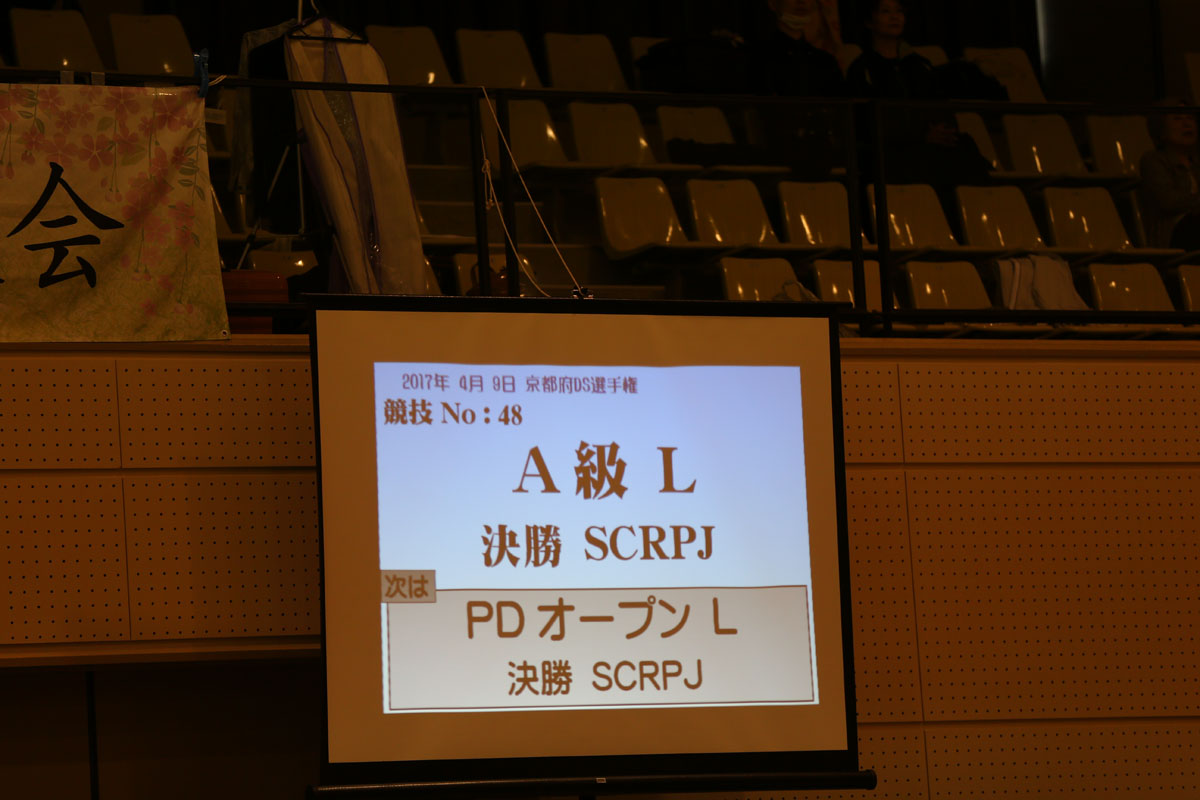 会
2017年 4月 9日 京都府DS選手権
競技 No : 48
A 級 L
決勝 SCRPJ
次は
PD オープン L
決勝 SCRPJ